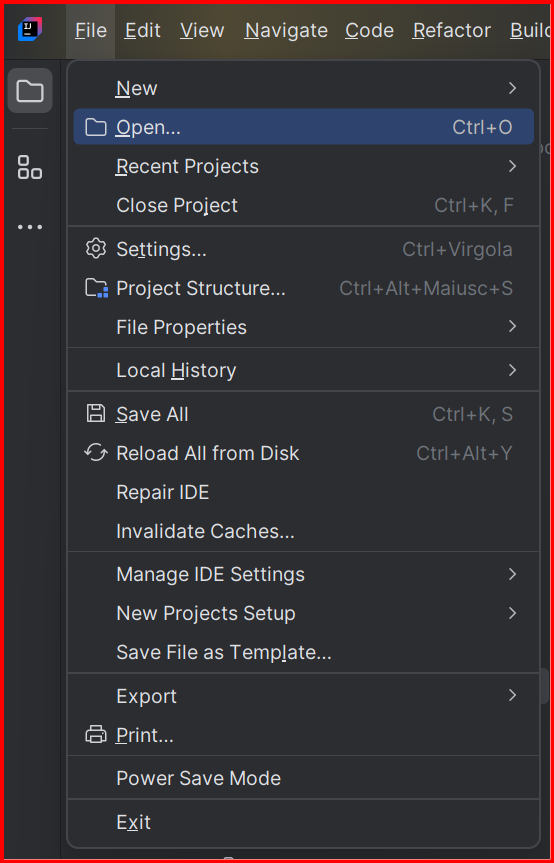 IJ
File Edit View Navigate Code Refactor
New
Open... Ctrl+O
Recent Projects
Close Project Ctrl+K, F
Settings... Ctrl+Virgola
Project Structure... Ctrl+Alt+Maiusc+S
File Properties
Local History
Save All Ctrl+K, S
Reload All from Disk Ctrl+Alt+Y
Repair IDE
Invalidate Caches...
Manage IDE Settings
New Projects Setup
Save File as Template...
Export
Print...
Power Save Mode
Exit